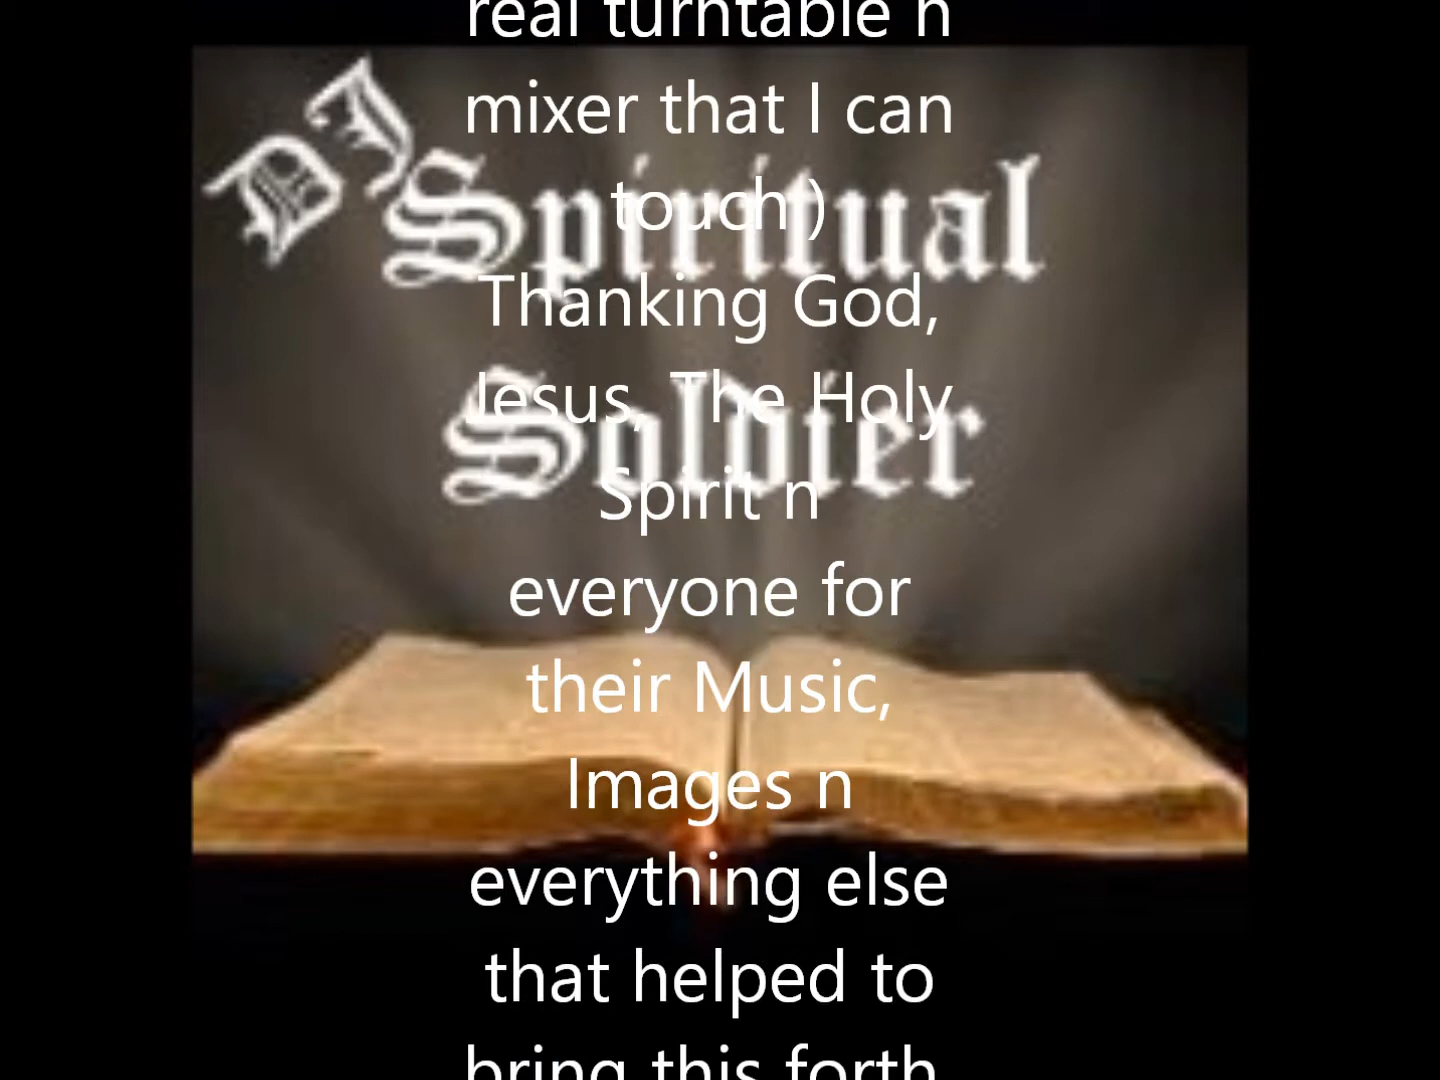 real turntable n
mixer that I can
touch )
Thanking God,
Jesus, The Holy
Spirit n
everyone for
their Music,
Images n
everything else
that helped to
bring this forth
DJ
Spiritual
Soldier